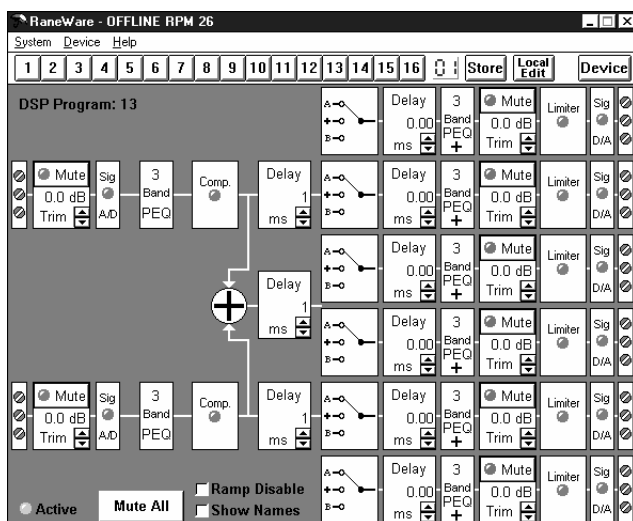 RaneWare - OFFLINE RPM 26
System Device Help
1 2 3 4 5 6 7 8 9 10 11 12 13 14 15 16 01 Store Local Edit Device
DSP Program: 13
A
+
B
Delay
0.00
ms
3
Band
PEQ
+
Mute
0.0 dB
Trim
Limiter
Sig
D/A
Mute
0.0 dB
Trim
Sig
A/D
3
Band
PEQ
Comp.
Delay
1
ms
A
+
B
Delay
0.00
ms
3
Band
PEQ
+
Mute
0.0 dB
Trim
Limiter
Sig
D/A
+
Delay
1
ms
A
+
B
Delay
0.00
ms
3
Band
PEQ
+
Mute
0.0 dB
Trim
Limiter
Sig
D/A
A
+
B
Delay
0.00
ms
3
Band
PEQ
+
Mute
0.0 dB
Trim
Limiter
Sig
D/A
Mute
0.0 dB
Trim
Sig
A/D
3
Band
PEQ
Comp.
Delay
1
ms
A
+
B
Delay
0.00
ms
3
Band
PEQ
+
Mute
0.0 dB
Trim
Limiter
Sig
D/A
A
+
B
Delay
0.00
ms
3
Band
PEQ
+
Mute
0.0 dB
Trim
Limiter
Sig
D/A
Active
Mute All
Ramp Disable
Show Names